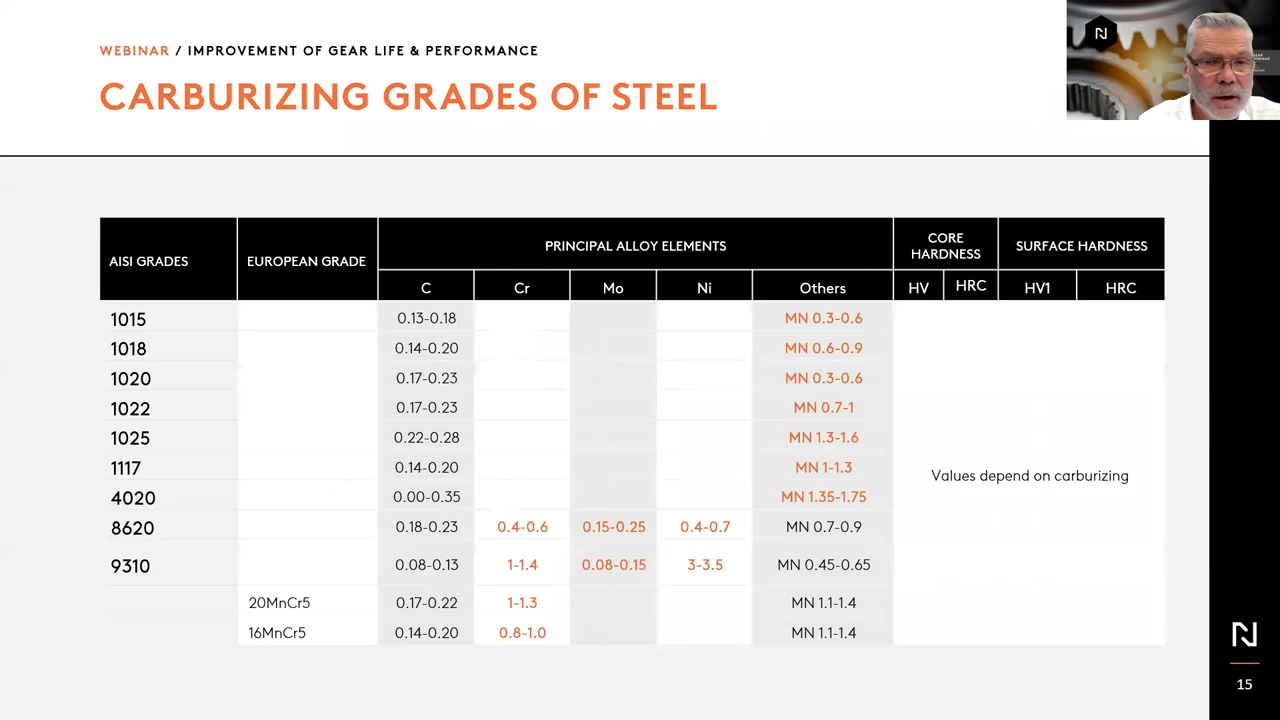 WEBINAR / IMPROVEMENT OF GEAR LIFE & PERFORMANCE
CARBURIZING GRADES OF STEEL
AISI GRADES EUROPEAN GRADE PRINCIPAL ALLOY ELEMENTS CORE HARDNESS SURFACE HARDNESS
C Cr Mo Ni Others HV HRC HV1 HRC
1015 0.13-0.18 MN 0.3-0.6
1018 0.14-0.20 MN 0.6-0.9
1020 0.17-0.23 MN 0.3-0.6
1022 0.17-0.23 MN 0.7-1
1025 0.22-0.28 MN 1.3-1.6
1117 0.14-0.20 MN 1-1.3
Values depend on carburizing
4020 0.00-0.35 MN 1.35-1.75
8620 0.18-0.23 0.4-0.6 0.15-0.25 0.4-0.7 MN 0.7-0.9
9310 0.08-0.13 1-1.4 0.08-0.15 3-3.5 MN 0.45-0.65
20MnCr5 0.17-0.22 1-1.3 MN 1.1-1.4
16MnCr5 0.14-0.20 0.8-1.0 MN 1.1-1.4
15